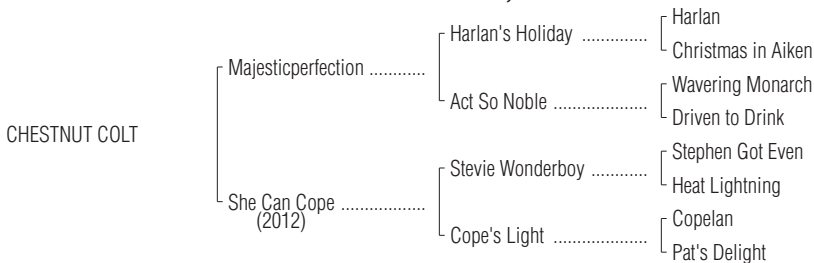 Harlan
Harlan's Holiday .............
Christmas in Aiken
Majesticperfection ............
Wavering Monarch
Act So Noble .....................
Driven to Drink
CHESTNUT COLT
Stephen Got Even
Stevie Wonderboy ............
Heat Lightning
She Can Cope ...................
(2012)
Copelan
Cope's Light .....................
Pat's Delight